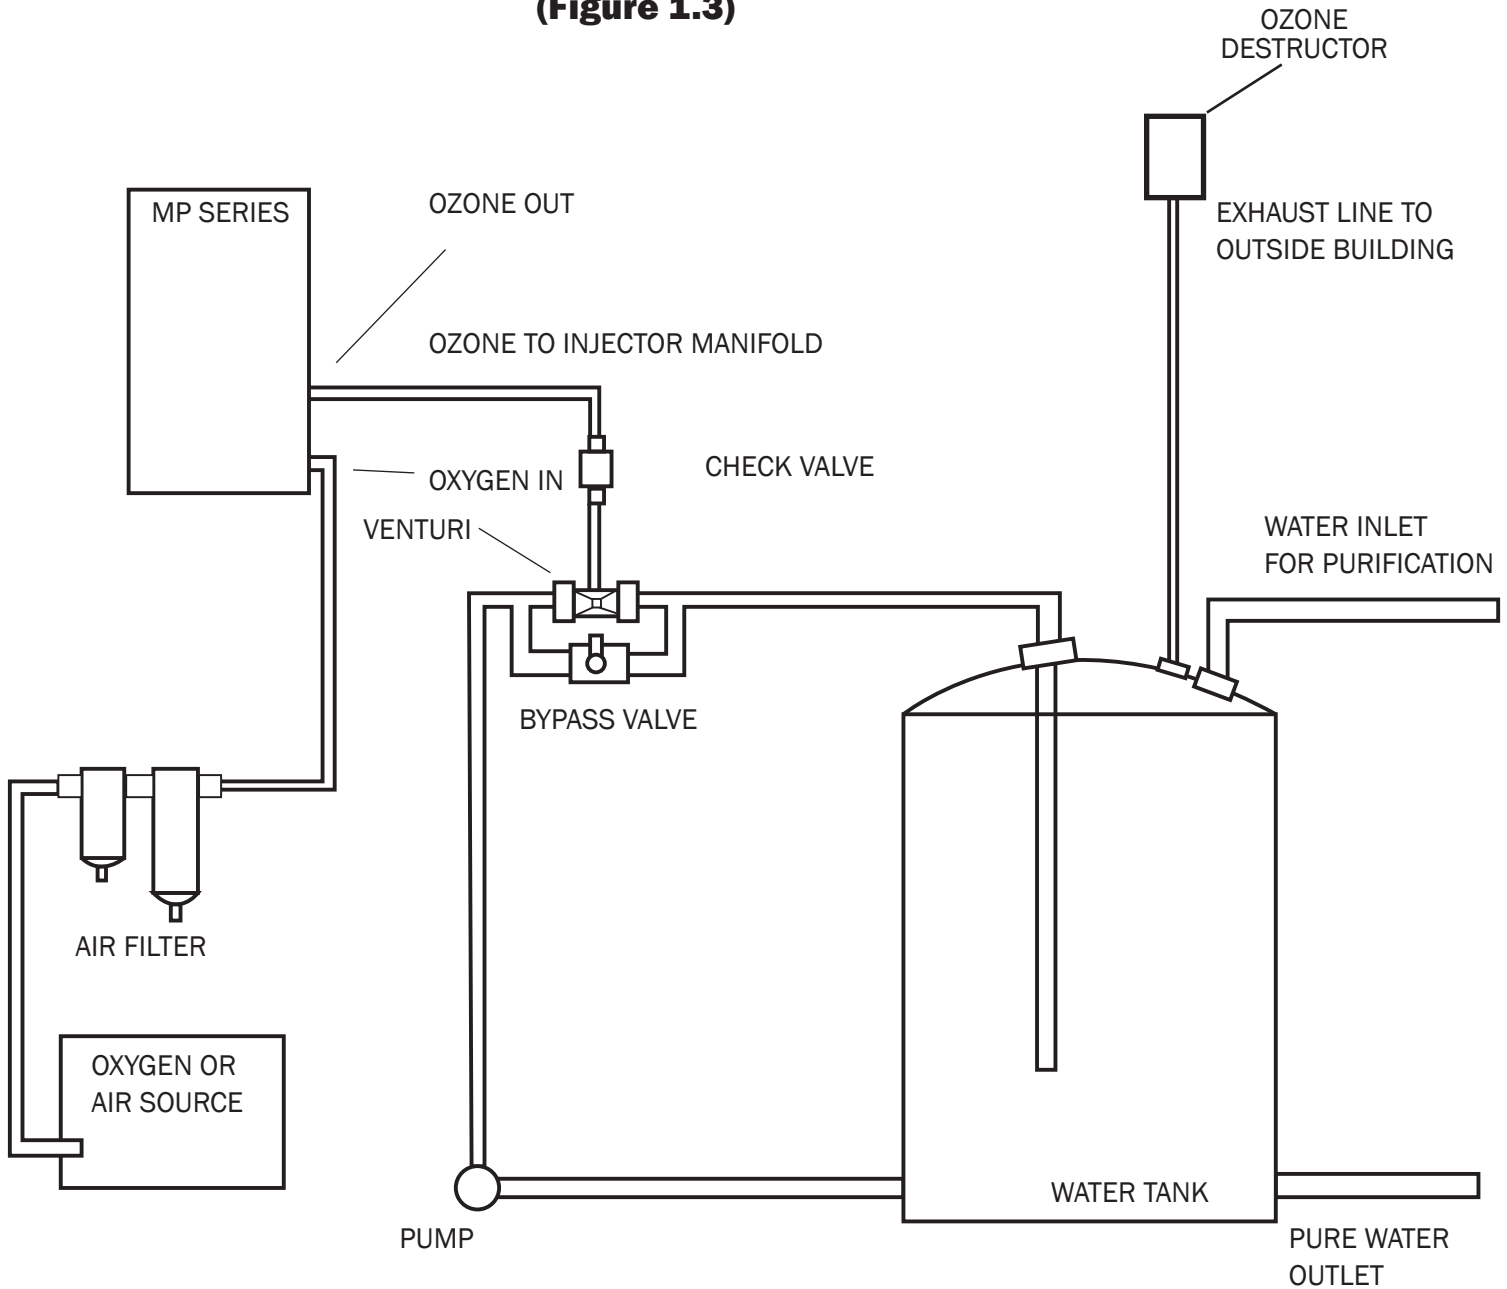 (Figure 1.3)
OZONE
DESTRUCTOR
MP SERIES
OZONE OUT
EXHAUST LINE TO
OUTSIDE BUILDING
OZONE TO INJECTOR MANIFOLD
CHECK VALVE
OXYGEN IN
VENTURI
WATER INLET
FOR PURIFICATION
BYPASS VALVE
AIR FILTER
OXYGEN OR
AIR SOURCE
WATER TANK
PUMP
PURE WATER
OUTLET